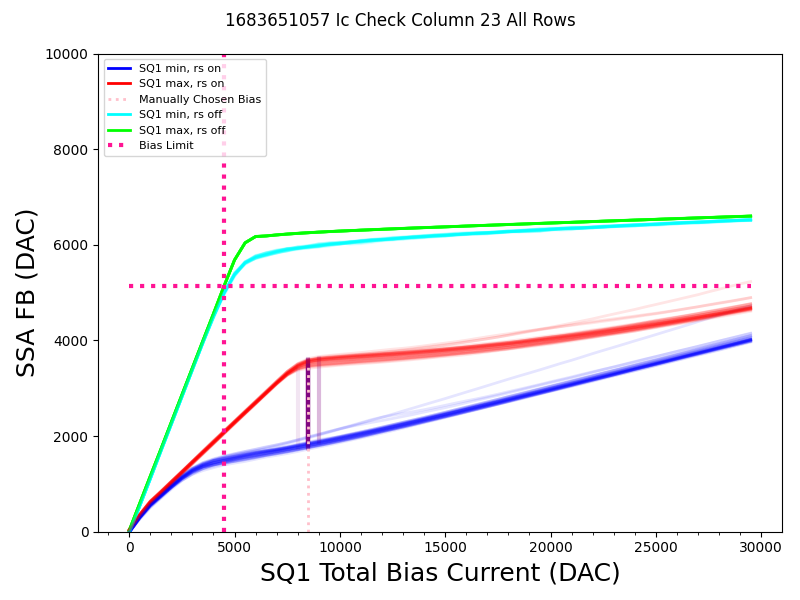 1683651057 Ic Check Column 23 All Rows
10000
8000
6000
4000
2000
0
SSA FB (DAC)
SQ1 min, rs on
SQ1 max, rs on
Manually Chosen Bias
SQ1 min, rs off
SQ1 max, rs off
Bias Limit
0 5000 10000 15000 20000 25000 30000
SQ1 Total Bias Current (DAC)